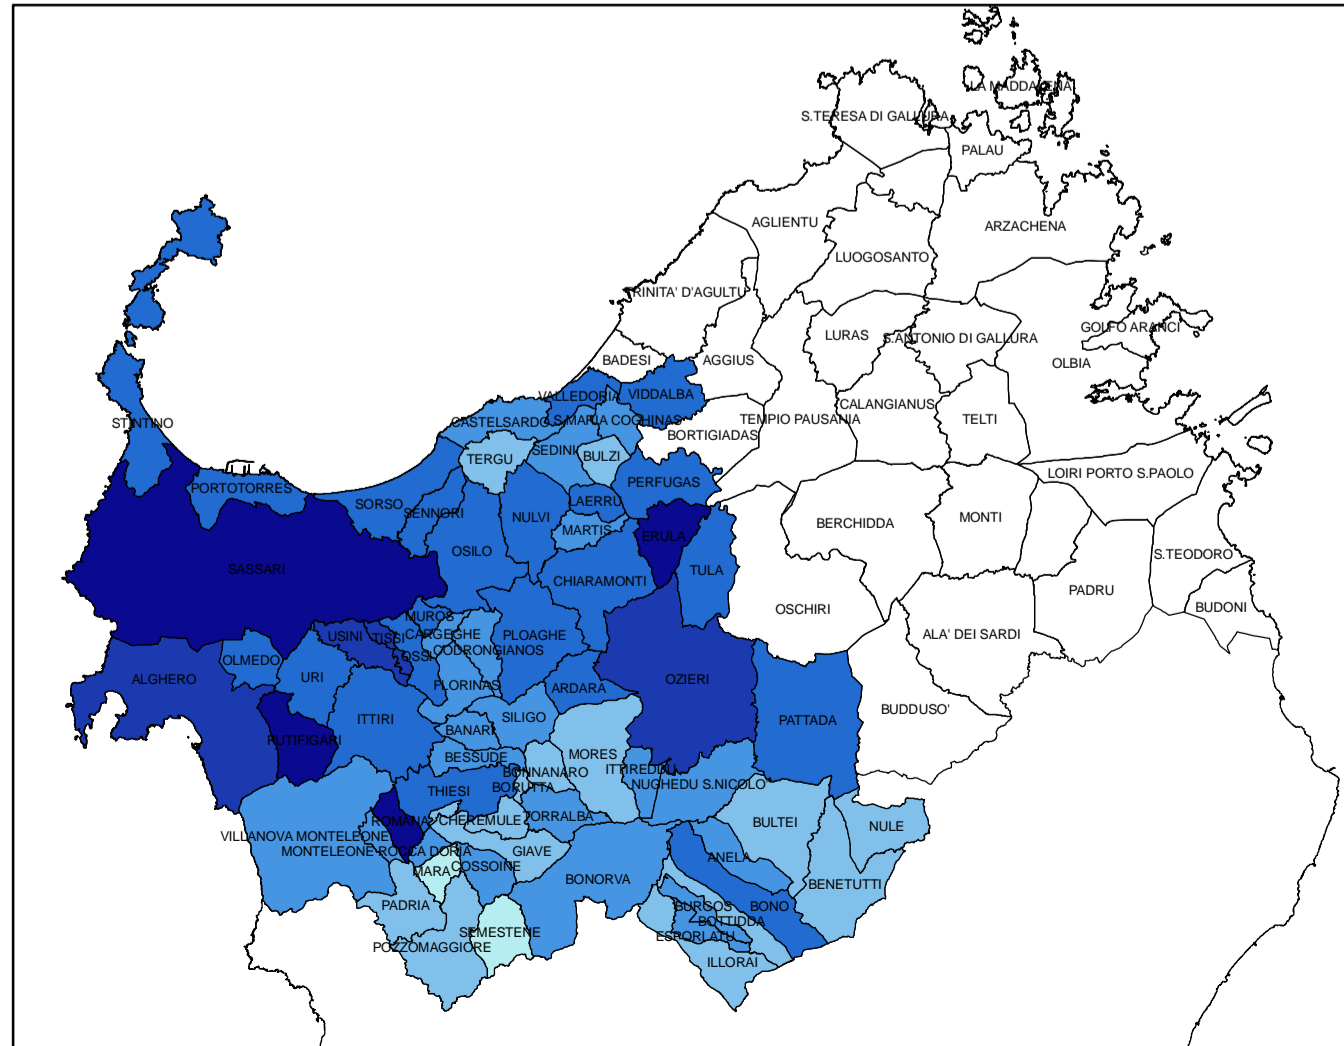 LA MADDALENA
S.TERESA DI GALLURA
PALAU
AGLIENTU
ARZACHENA
LUOGOSANTO
TRINITA' D'AGULTU
GOLFO ARANCI
LURAS
S.ANTONIO DI GALLURA
BADESI
AGGIUS
OLBIA
VALLEDORIA
VIDDALBA
CALANGIANUS
STINTINO
CASTELSARDO
S.MARIA COGHINAS
TEMPIO PAUSANIA
TELTI
BORTIGIADAS
TERGU
SEDINI
BULZI
LOIRI PORTO S.PAOLO
PORTOTORRES
PERFUGAS
SORSO
SENNORI
NULVI
LAERRU
BERCHIDDA
MONTI
MARTIS
ERULA
OSILO
S.TEODORO
SASSARI
CHIARAMONTI
TULA
PADRU
OSCHIRI
BUDONI
MUROS
USINI
TISSI
CARGEGHE
PLOAGHE
ALA' DEI SARDI
CODRONGIANOS
OLMEDO
OSSI
ALGHERO
URI
FLORINAS
ARDARA
OZIERI
BUDDUSO'
ITTIRI
SILIGO
PATTADA
BANARI
PUTIFIGARI
BESSUDE
MORES
BONNANARO
ITTIREDDU
NUGHEDU S.NICOLO
THIESI
BORUTTA
ROMANA
CHEREMULE
TORRALBA
BULTEI
NULE
VILLANOVA MONTELEONE
MONTELEONE ROCCA DORIA
GIAVE
ANELA
MARA
COSSOINE
BONORVA
BENETUTTI
PADRIA
BURGOS
BONO
BOTTIDDA
SEMESTENE
ESPORLATU
POZZOMAGGIORE
ILLORAI